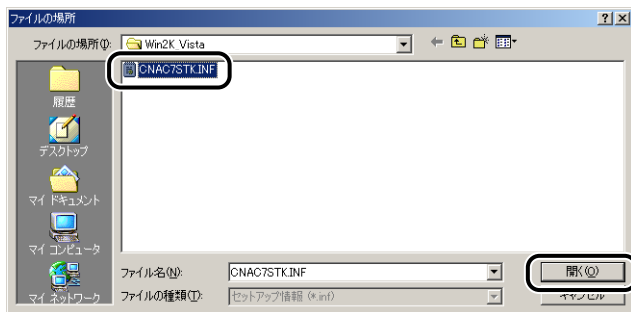 ファイルの場所
ファイルの場所(I):
Win2K_Vista
CNAC7STK.INF
履歴
デスクトップ
マイ ドキュメント
マイ コンピュータ
マイ ネットワーク
ファイル名(N):
CNAC7STK.INF
開く(O)
ファイルの種類(T):
セットアップ情報 (*.inf)
キャンセル